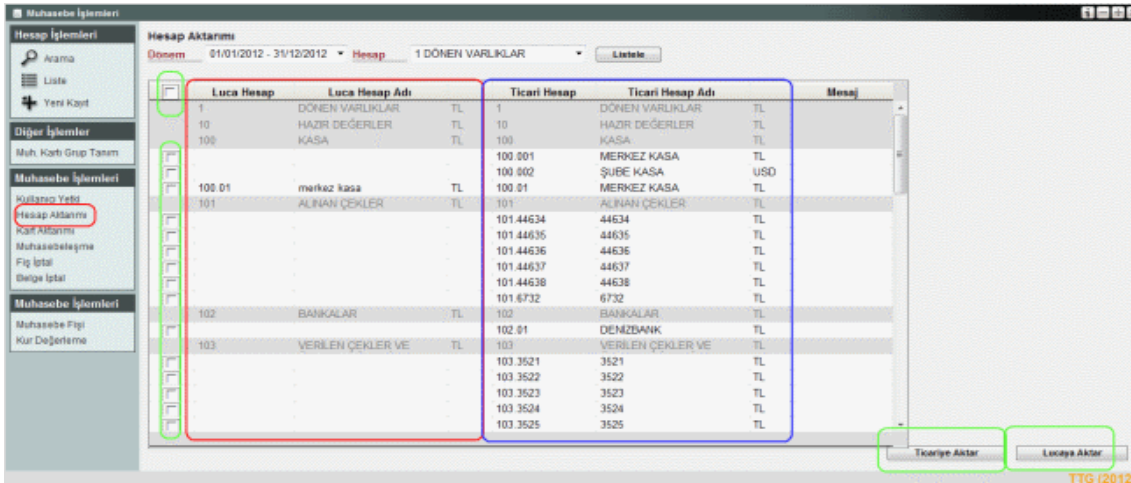 Muhasebe İşlemleri
Hesap İşlemleri
Arama
Liste
Yeni Kayıt
Diğer İşlemler
Muh. Kartı Grup Tanım
Muhasebe İşlemleri
Kullanıcı Yetki
Hesap Aktarımı
Kart Aktarımı
Muhasebeleşme
Fiş İptal
Belge İptal
Muhasebe İşlemleri
Muhasebe Fişi
Kur Değerleme
Hesap Aktarımı
Dönem 01/01/2012 - 31/12/2012 Hesap 1 DÖNEN VARLIKLAR Listele
Luca Hesap Luca Hesap Adı Ticari Hesap Ticari Hesap Adı Mesaj
1 DÖNEN VARLIKLAR TL 1 DÖNEN VARLIKLAR TL
10 HAZIR DEĞERLER TL 10 HAZIR DEĞERLER TL
100 KASA TL 100 KASA TL
100.001 MERKEZ KASA TL
100.002 ŞUBE KASA USD
100.01 merkez kasa TL 100.01 MERKEZ KASA TL
101 ALINAN ÇEKLER TL 101 ALINAN ÇEKLER TL
101.44634 44634 TL
101.44635 44635 TL
101.44636 44636 TL
101.44637 44637 TL
101.44638 44638 TL
101.6732 6732 TL
102 BANKALAR TL 102 BANKALAR TL
102.01 DENİZBANK TL
103 VERİLEN ÇEKLER VE TL 103 VERİLEN ÇEKLER VE TL
103.3521 3521 TL
103.3522 3522 TL
103.3523 3523 TL
103.3524 3524 TL
103.3525 3525 TL
Ticariye Aktar Lucaya Aktar
TTG (2012